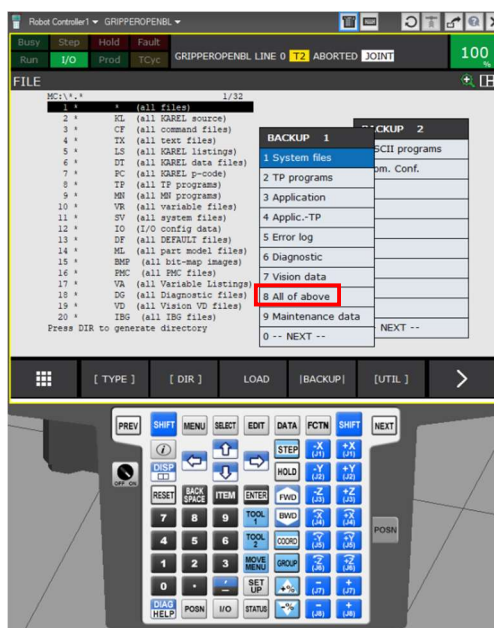 Robot Controller1 GRIPPEROPENBL
Busy Step Hold Fault
Run I/O Prod TCyc
GRIPPEROPENBL LINE 0 T2 ABORTED JOINT
100 %
FILE
MC:\*.* 1/32
1 * * (all files)
2 * KL (all KAREL source)
3 * CF (all command files)
4 * TX (all text files)
5 * LS (all KAREL listings)
6 * DT (all KAREL data files)
7 * PC (all KAREL p-code)
8 * TP (all TP programs)
9 * MN (all MN programs)
10 * VR (all variable files)
11 * SV (all system files)
12 * IO (I/O config data)
13 * DF (all DEFAULT files)
14 * ML (all part model files)
15 * BMP (all bit-map images)
16 * PMC (all PMC files)
17 * VA (all Variable Listings)
18 * DG (all Diagnostic files)
19 * VD (all Vision VD files)
20 * IBG (all IBG files)
Press DIR to generate directory
BACKUP 1
1 System files
2 TP programs
3 Application
4 Applic.-TP
5 Error log
6 Diagnostic
7 Vision data
8 All of above
9 Maintenance data
0 -- NEXT --
CKUP 2
SCII programs
om. Conf.
NEXT --
[ TYPE ] [ DIR ] LOAD |BACKUP| [UTIL ] >
PREV SHIFT MENU SELECT EDIT DATA FCTN SHIFT NEXT
i STEP -X (J1) +X (J1)
DISP HOLD -Y (J2) +Y (J2)
OFF ON
RESET BACK SPACE ITEM ENTER FWD -Z (J3) +Z (J3)
7 8 9 TOOL 1 BWD -X (J4) +X (J4)
POSN
4 5 6 TOOL 2 COORD -Y (J5) +Y (J5)
1 2 3 MOVE MENU GROUP -Z (J6) +Z (J6)
0 . SET UP +% - (J7) + (J7)
DIAG HELP POSN I/O STATUS -% - (J8) + (J8)